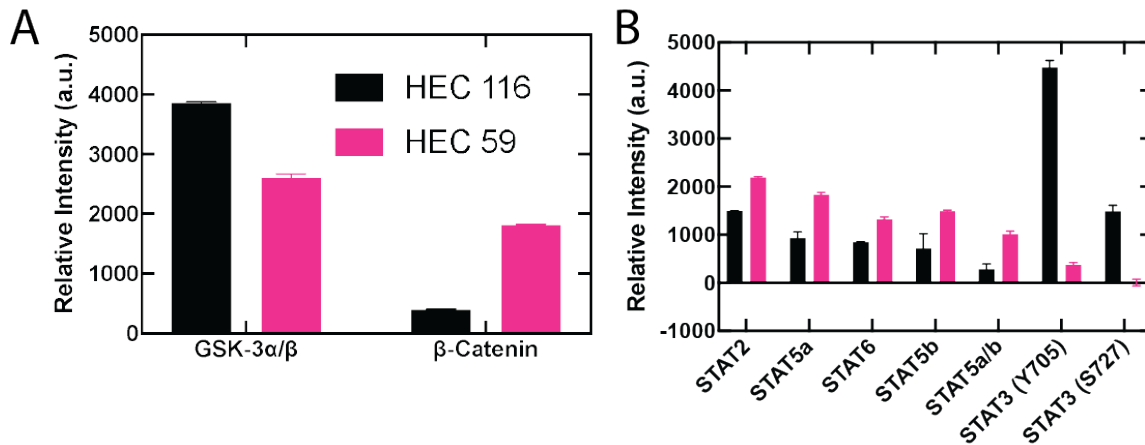 A
Relative Intensity (a.u.)
5000
4000
3000
2000
1000
0
HEC 116
HEC 59
GSK-3α/β
β-Catenin
B
Relative Intensity (a.u.)
5000
4000
3000
2000
1000
0
-1000
STAT2
STAT5a
STAT6
STAT5b
STAT5a/b
STAT3 (Y705)
STAT3 (S727)